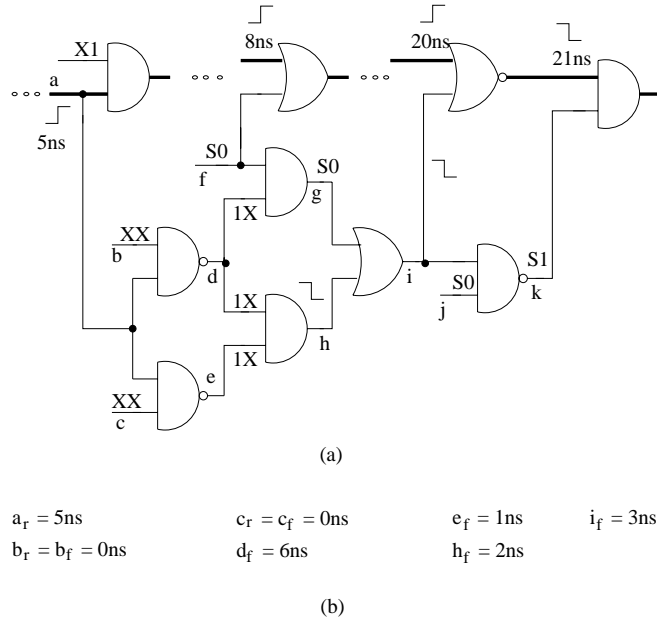 8ns
20ns
21ns
X1
a
5ns
S0
f
S0
g
1X
XX
b
d
1X
h
1X
e
XX
c
i
S0
j
S1
k
(a)
a_r = 5ns
c_r = c_f = 0ns
e_f = 1ns
i_f = 3ns
b_r = b_f = 0ns
d_f = 6ns
h_f = 2ns
(b)